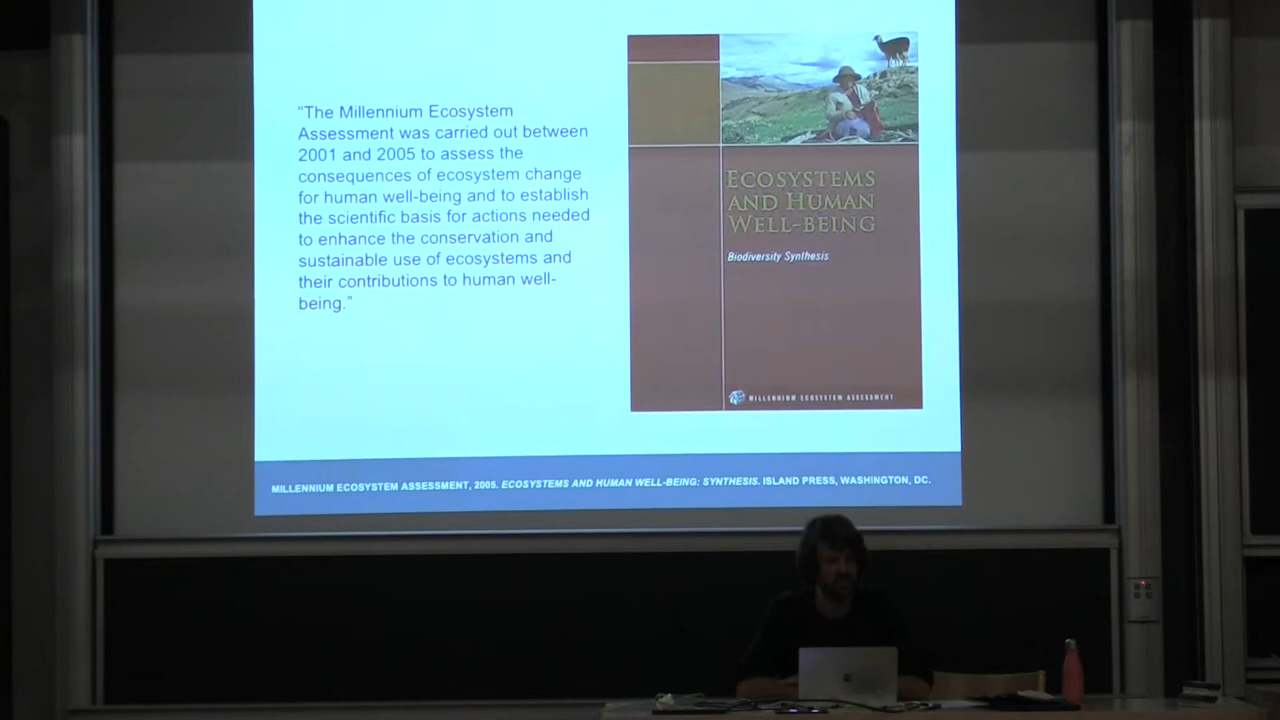 “The Millennium Ecosystem
Assessment was carried out between
2001 and 2005 to assess the
consequences of ecosystem change
for human well-being and to establish
the scientific basis for actions needed
to enhance the conservation and
sustainable use of ecosystems and
their contributions to human well-
being.”
ECOSYSTEMS
AND HUMAN
WELL-BEING
Biodiversity Synthesis
MILLENNIUM ECOSYSTEM ASSESSMENT
MILLENNIUM ECOSYSTEM ASSESSMENT, 2005. ECOSYSTEMS AND HUMAN WELL-BEING: SYNTHESIS. ISLAND PRESS, WASHINGTON, DC.